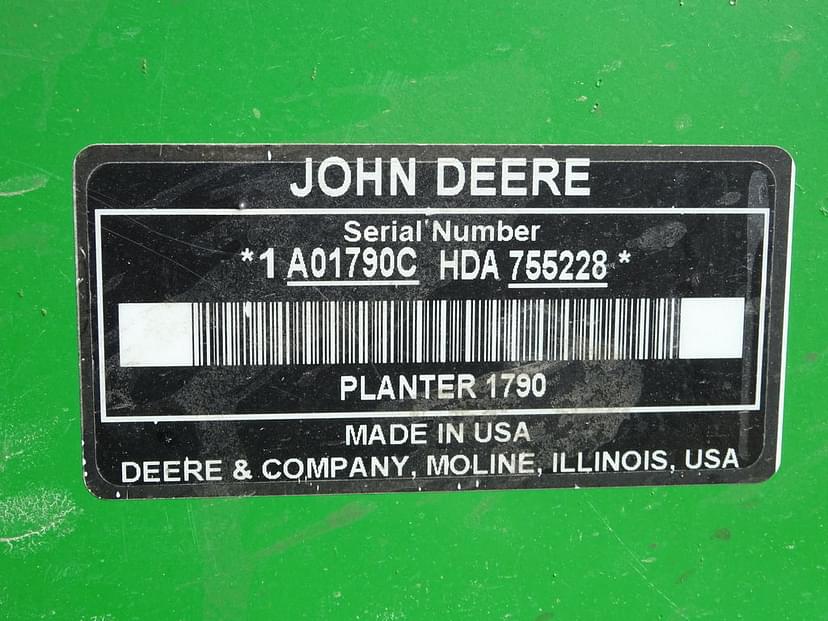 JOHN DEERE
Serial Number
*1 A01790C HDA 755228 *
PLANTER 1790
MADE IN USA
DEERE & COMPANY, MOLINE, ILLINOIS, USA